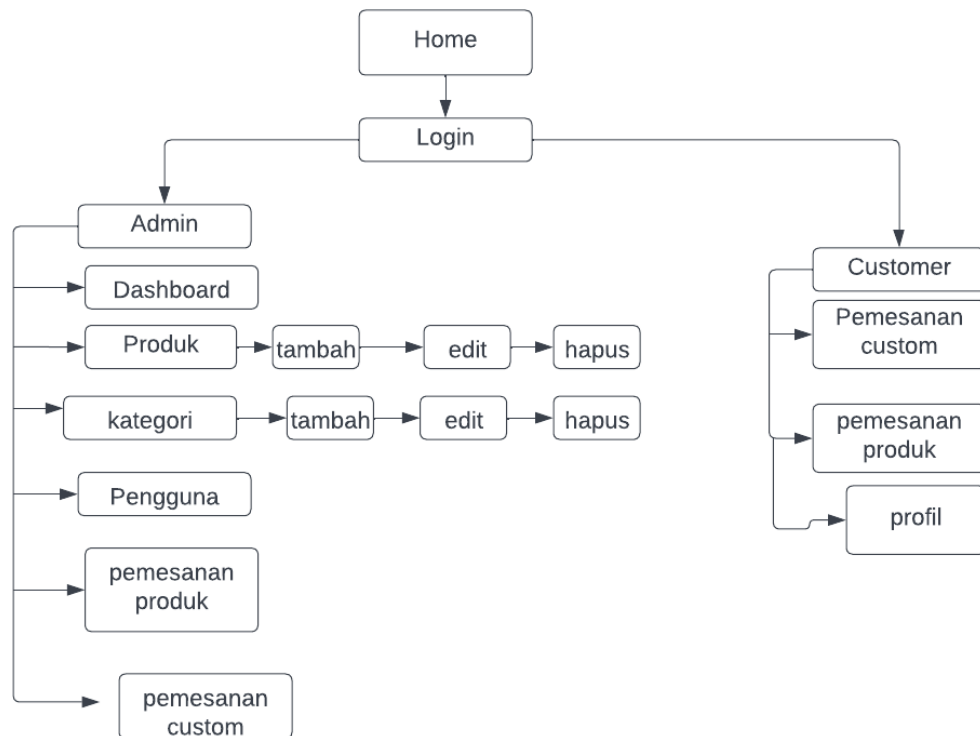 Home
Login
Admin
Dashboard
Produk
tambah
edit
hapus
kategori
tambah
edit
hapus
Pengguna
pemesanan
produk
pemesanan
custom
Customer
Pemesanan
custom
pemesanan
produk
profil